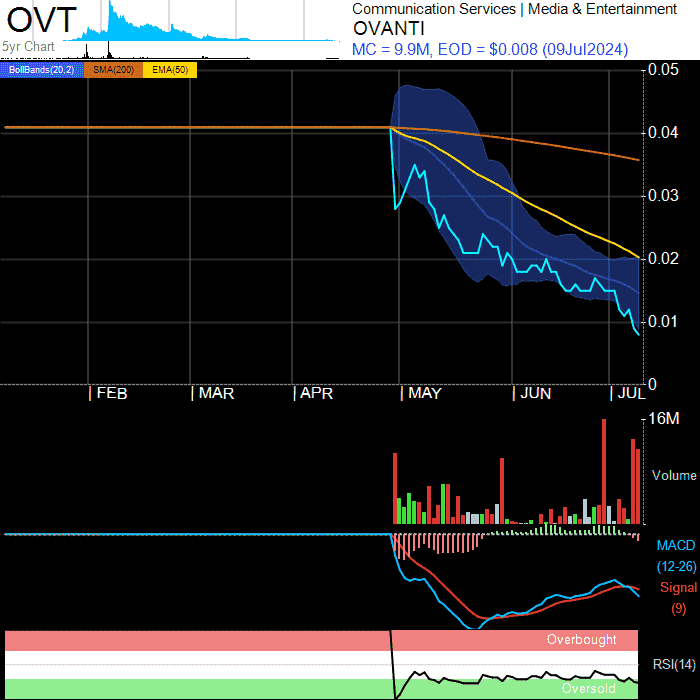 OVT
5yr Chart
Communication Services | Media & Entertainment
OVANTI
MC = 9.9M, EOD = $0.008 (09Jul2024)
BollBands(20,2) SMA(200) EMA(50)
0.05
0.04
0.03
0.02
0.01
0
| FEB | MAR | APR | MAY | JUN | JUL
16M
Volume
MACD
(12-26)
Signal
(9)
Overbought
RSI(14)
Oversold